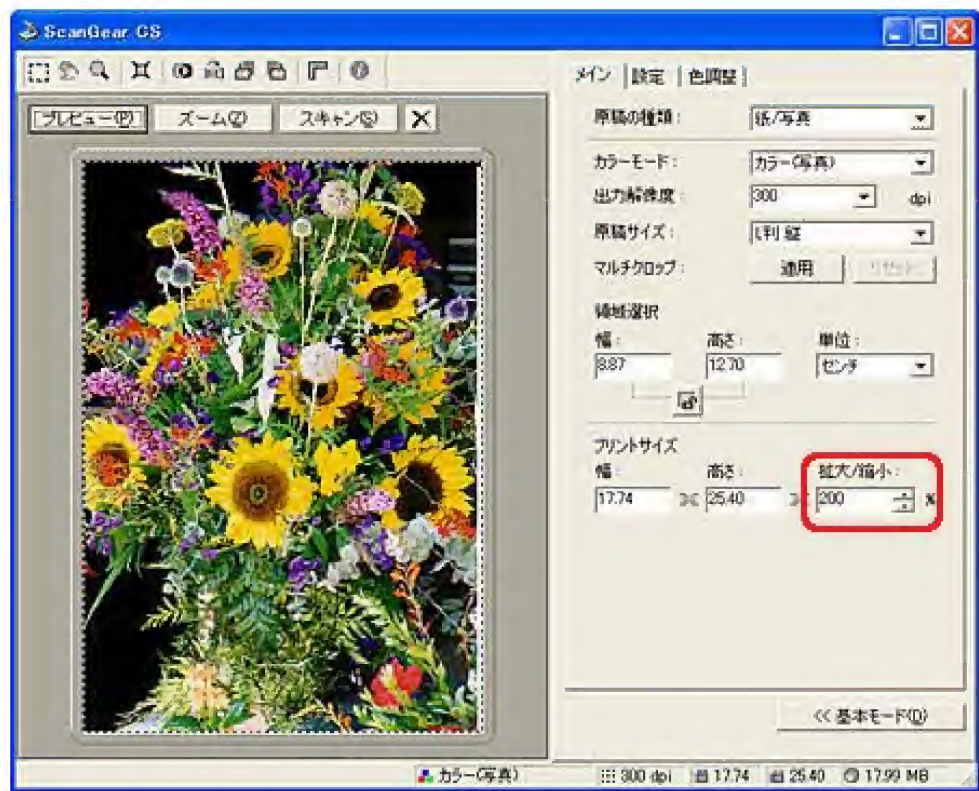 ScanGear CS
プレビュー(P) ズーム(Z) スキャン(S)
メイン 設定 色調整
原稿の種類: 紙/写真
カラーモード: カラー(写真)
出力解像度: 300 dpi
原稿サイズ: L判 縦
マルチクロップ: 適用 リセット
領域選択
幅: 高さ: 単位:
8.87 12.70 センチ
プリントサイズ
幅: 高さ: 拡大/縮小:
17.74 25.40 200 %
<< 基本モード(D)
カラー(写真) 300 dpi 17.74 25.40 17.99 MB